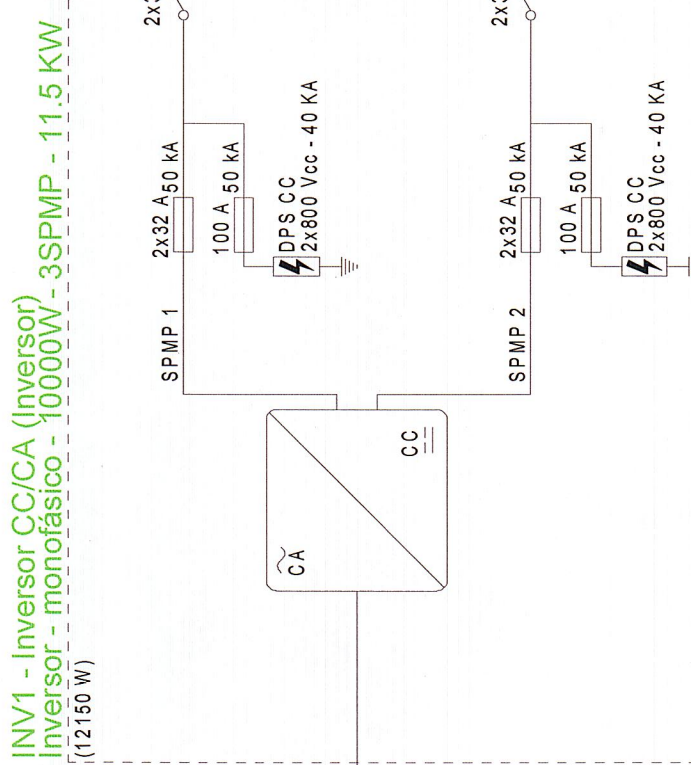 INV1 - Inversor CC/CA (Inversor)
Inversor - monofásico - 10000W - 3SPMP - 11.5 KW
(12150 W)
CA
CC
SPMP 1
2x32 A 50 kA
100 A 50 kA
DPS CC
2x800 Vcc - 40 KA
SPMP 2
2x32 A 50 kA
100 A 50 kA
DPS CC
2x800 Vcc - 40 KA